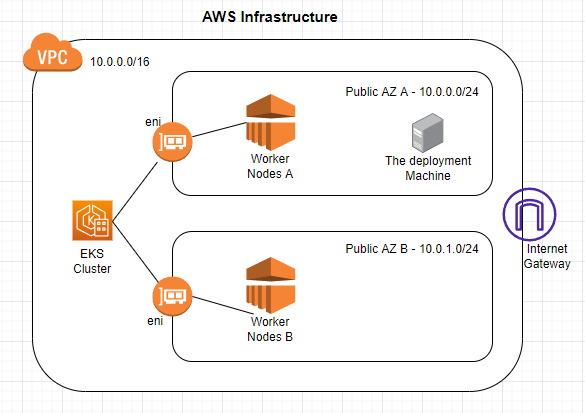 AWS Infrastructure
VPC
10.0.0.0/16
Public AZ A - 10.0.0.0/24
eni
Worker
Nodes A
The deployment
Machine
EKS
Cluster
Public AZ B - 10.0.1.0/24
Internet
Gateway
eni
Worker
Nodes B